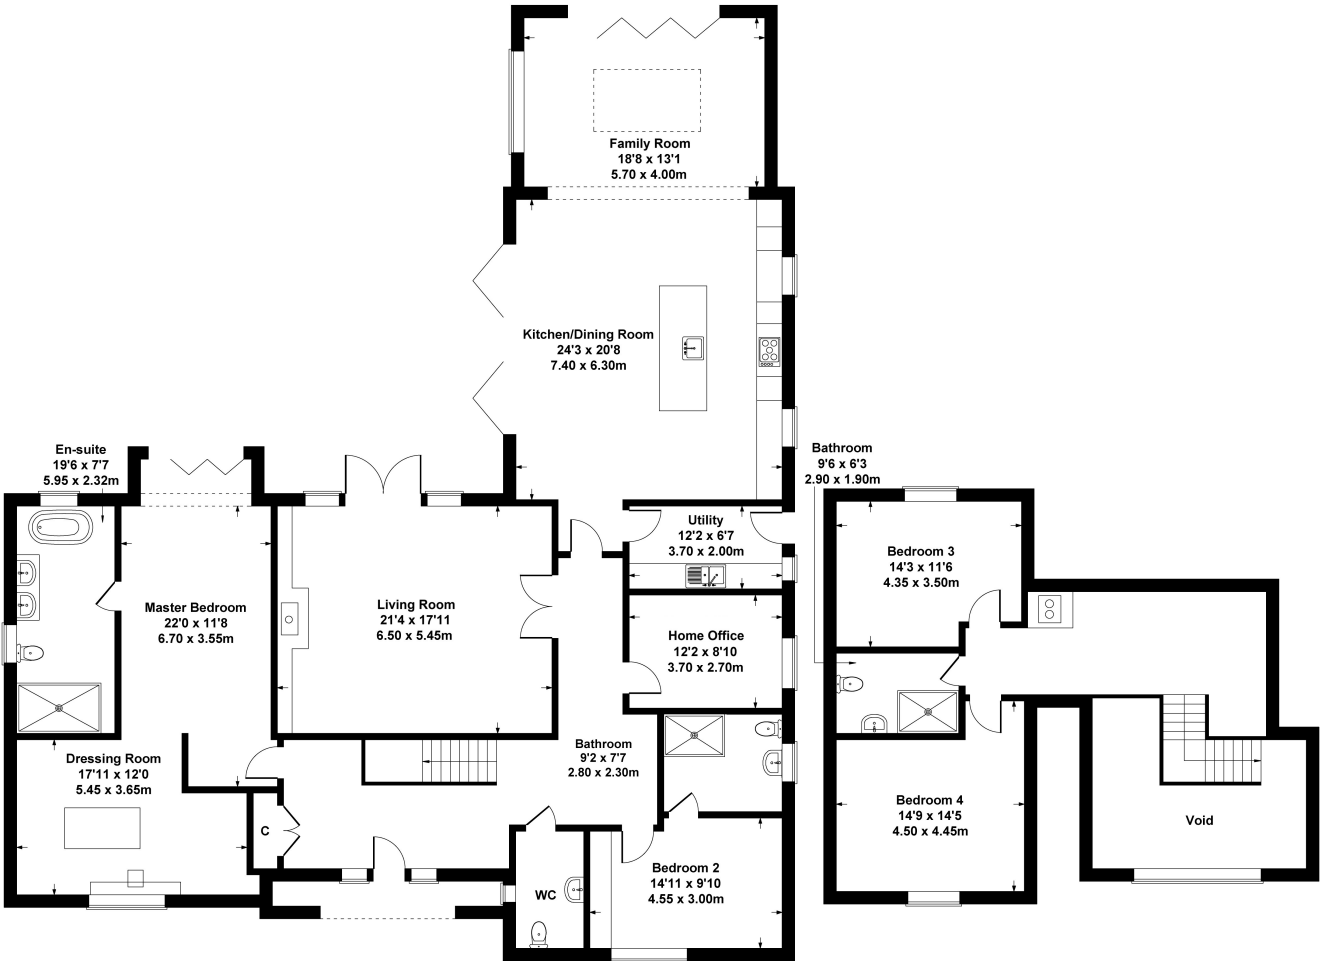 Family Room
18'8 x 13'1
5.70 x 4.00m
Kitchen/Dining Room
24'3 x 20'8
7.40 x 6.30m
En-suite
19'6 x 7'7
5.95 x 2.32m
Bathroom
9'6 x 6'3
2.90 x 1.90m
Utility
12'2 x 6'7
3.70 x 2.00m
Bedroom 3
14'3 x 11'6
4.35 x 3.50m
Master Bedroom
22'0 x 11'8
6.70 x 3.55m
Living Room
21'4 x 17'11
6.50 x 5.45m
Home Office
12'2 x 8'10
3.70 x 2.70m
Dressing Room
17'11 x 12'0
5.45 x 3.65m
Bathroom
9'2 x 7'7
2.80 x 2.30m
C
Bedroom 4
14'9 x 14'5
4.50 x 4.45m
Void
WC
Bedroom 2
14'11 x 9'10
4.55 x 3.00m